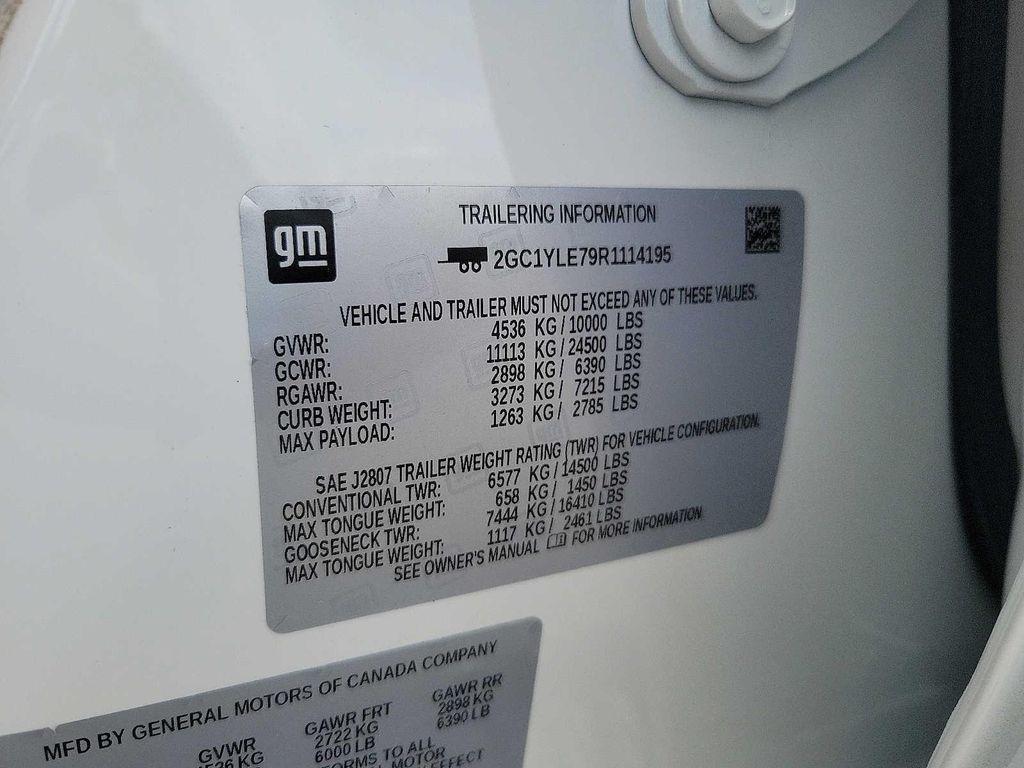 gm
TRAILERING INFORMATION
2GC1YLE79R1114195
VEHICLE AND TRAILER MUST NOT EXCEED ANY OF THESE VALUES.
GVWR: 4536 KG / 10000 LBS
GCWR: 11113 KG / 24500 LBS
RGAWR: 2898 KG / 6390 LBS
CURB WEIGHT: 3273 KG / 7215 LBS
MAX PAYLOAD: 1263 KG / 2785 LBS
SAE J2807 TRAILER WEIGHT RATING (TWR) FOR VEHICLE CONFIGURATION.
CONVENTIONAL TWR: 6577 KG / 14500 LBS
MAX TONGUE WEIGHT: 658 KG / 1450 LBS
GOOSENECK TWR: 7444 KG / 16410 LBS
MAX TONGUE WEIGHT: 1117 KG / 2461 LBS
SEE OWNER'S MANUAL FOR MORE INFORMATION
MFD BY GENERAL MOTORS OF CANADA COMPANY
GVWR GAWR FRT GAWR RR
2722 KG 2898 KG
6000 LB 6390 LB
TO ALL
MOTOR
EFFECT